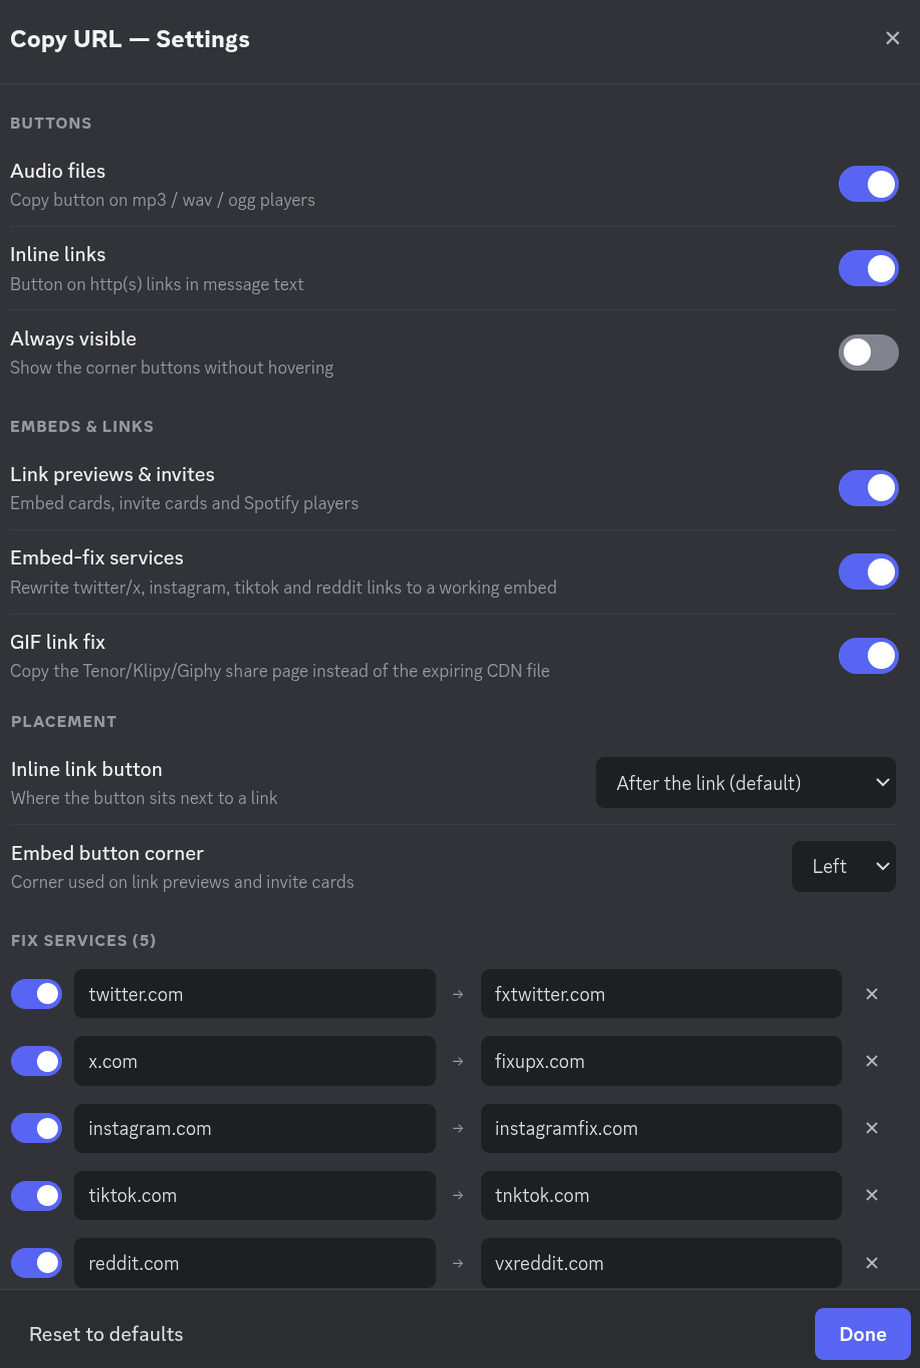 Copy URL — Settings
✕
BUTTONS
Audio files
Copy button on mp3 / wav / ogg players
Inline links
Button on http(s) links in message text
Always visible
Show the corner buttons without hovering
EMBEDS & LINKS
Link previews & invites
Embed cards, invite cards and Spotify players
Embed-fix services
Rewrite twitter/x, instagram, tiktok and reddit links to a working embed
GIF link fix
Copy the Tenor/Klipy/Giphy share page instead of the expiring CDN file
PLACEMENT
Inline link button
After the link (default)
Where the button sits next to a link
Embed button corner
Left
Corner used on link previews and invite cards
FIX SERVICES (5)
twitter.com → fxtwitter.com ✕
x.com → fixupx.com ✕
instagram.com → instagramfix.com ✕
tiktok.com → tnktok.com ✕
reddit.com → vxreddit.com ✕
Reset to defaults
Done